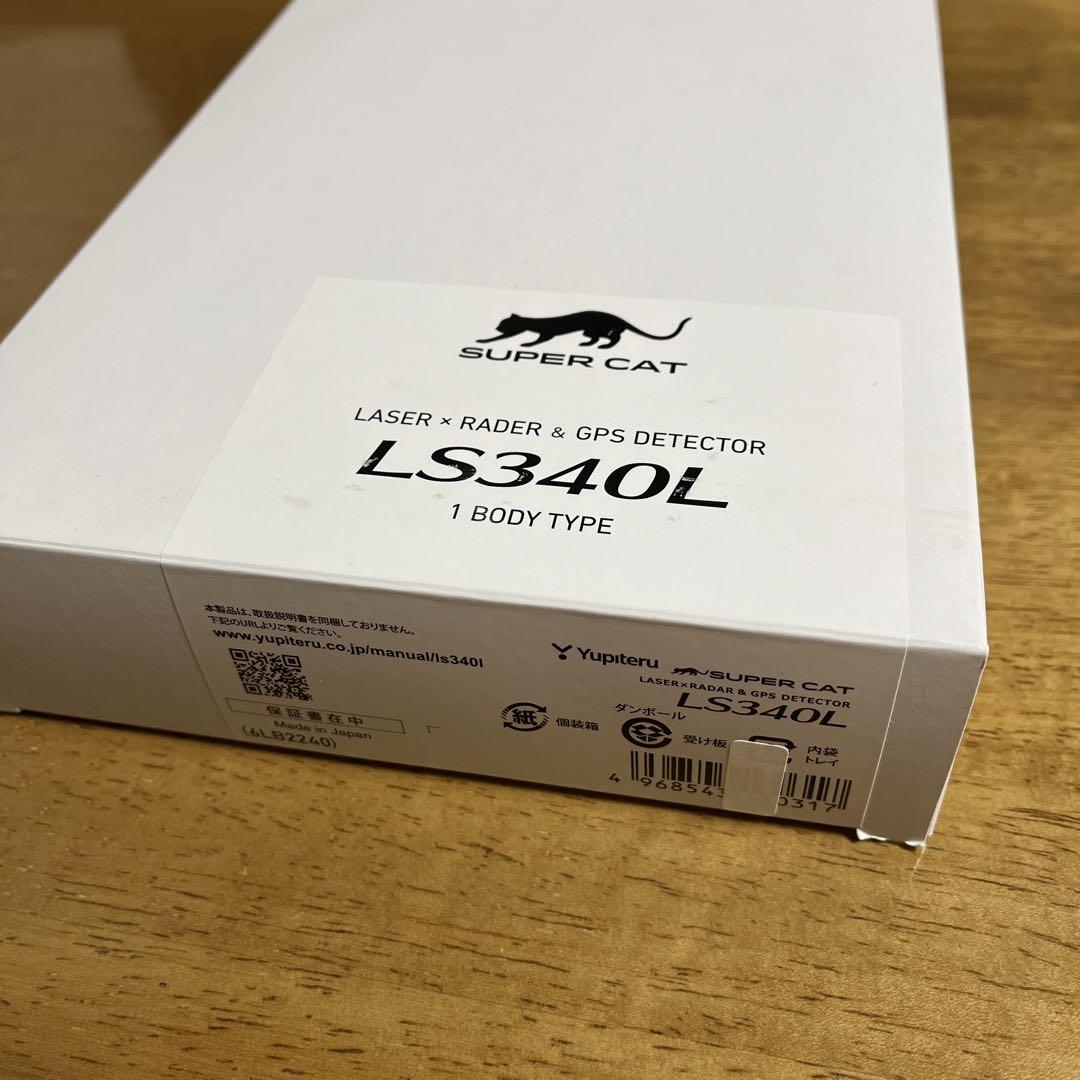 SUPER CAT
LASER × RADER & GPS DETECTOR
LS340L
1 BODY TYPE
本製品は、取扱説明書を同梱しておりません。
下記のURLよりご覧ください。
www.yupiteru.co.jp/manual/ls340l
保証書在中
Made in Japan
(6LB2240)
Yupiteru SUPER CAT
LASER×RADAR & GPS DETECTOR
LS340L
紙 個装箱
ダンボール
受け板
内袋
トレイ
4 96854 0317